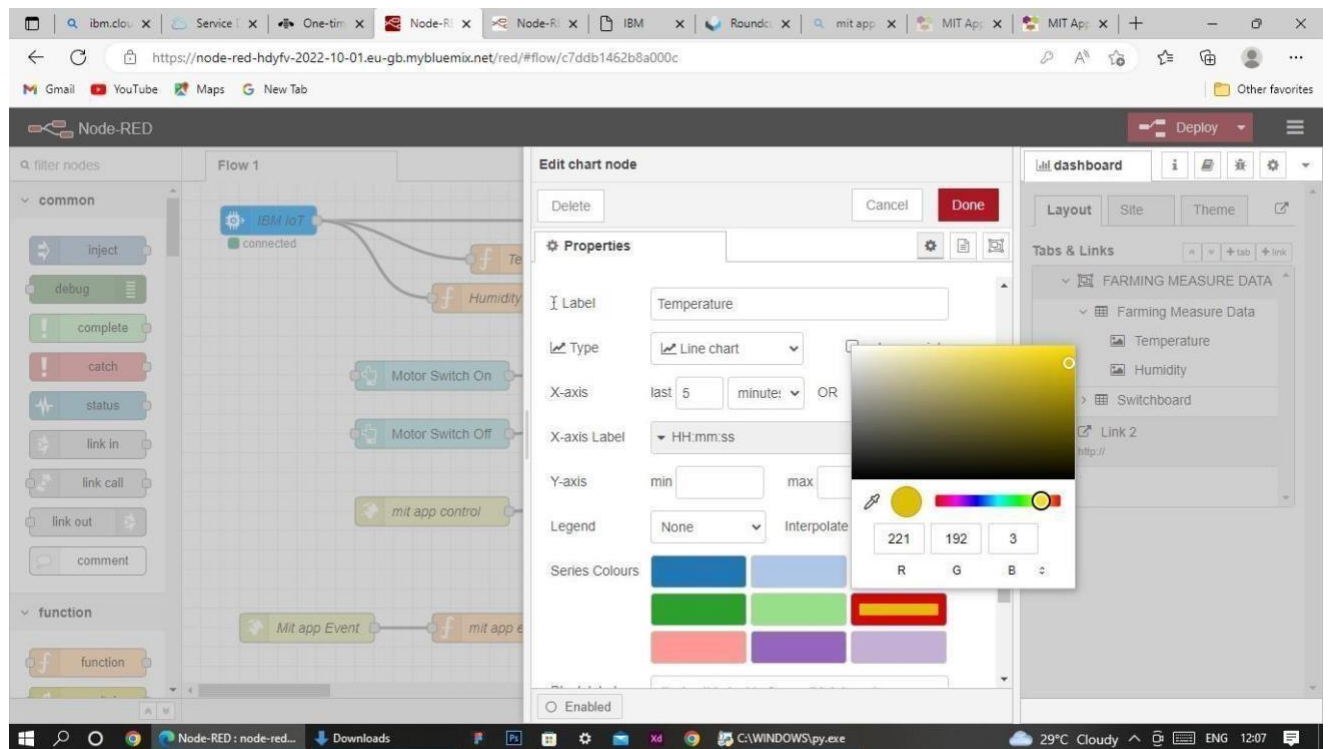 ibm.clou
Service I
One-tim
Node-RE
Node-RE
IBM
Roundcu
mit app
MIT App
MIT App
https://node-red-hdyfv-2022-10-01.eu-gb.mybluemix.net/red/#flow/c7ddb1462b8a000c
Gmail YouTube Maps New Tab Other favorites
Node-RED Deploy
filter nodes
Flow 1
Edit chart node
dashboard
common
Delete Cancel Done
Layout Site Theme
IBM IoT
connected
Properties
Tabs & Links
tab link
inject
Te
FARMING MEASURE DATA
debug
Humidity
Label Temperature
Farming Measure Data
complete
Temperature
Type Line chart
catch
Motor Switch On
Humidity
X-axis last 5 minutes OR
status
Switchboard
link in
Motor Switch Off
X-axis Label HH:mm:ss
Link 2
http://
link call
Y-axis min max
link out
mit app control
Legend None Interpolate
221 192 3
comment
R G B
Series Colours
function
Mit app Event
mit app e
function
Enabled
Node-RED : node-red...
Downloads
C:\WINDOWS\py.exe
29°C Cloudy
ENG
12:07